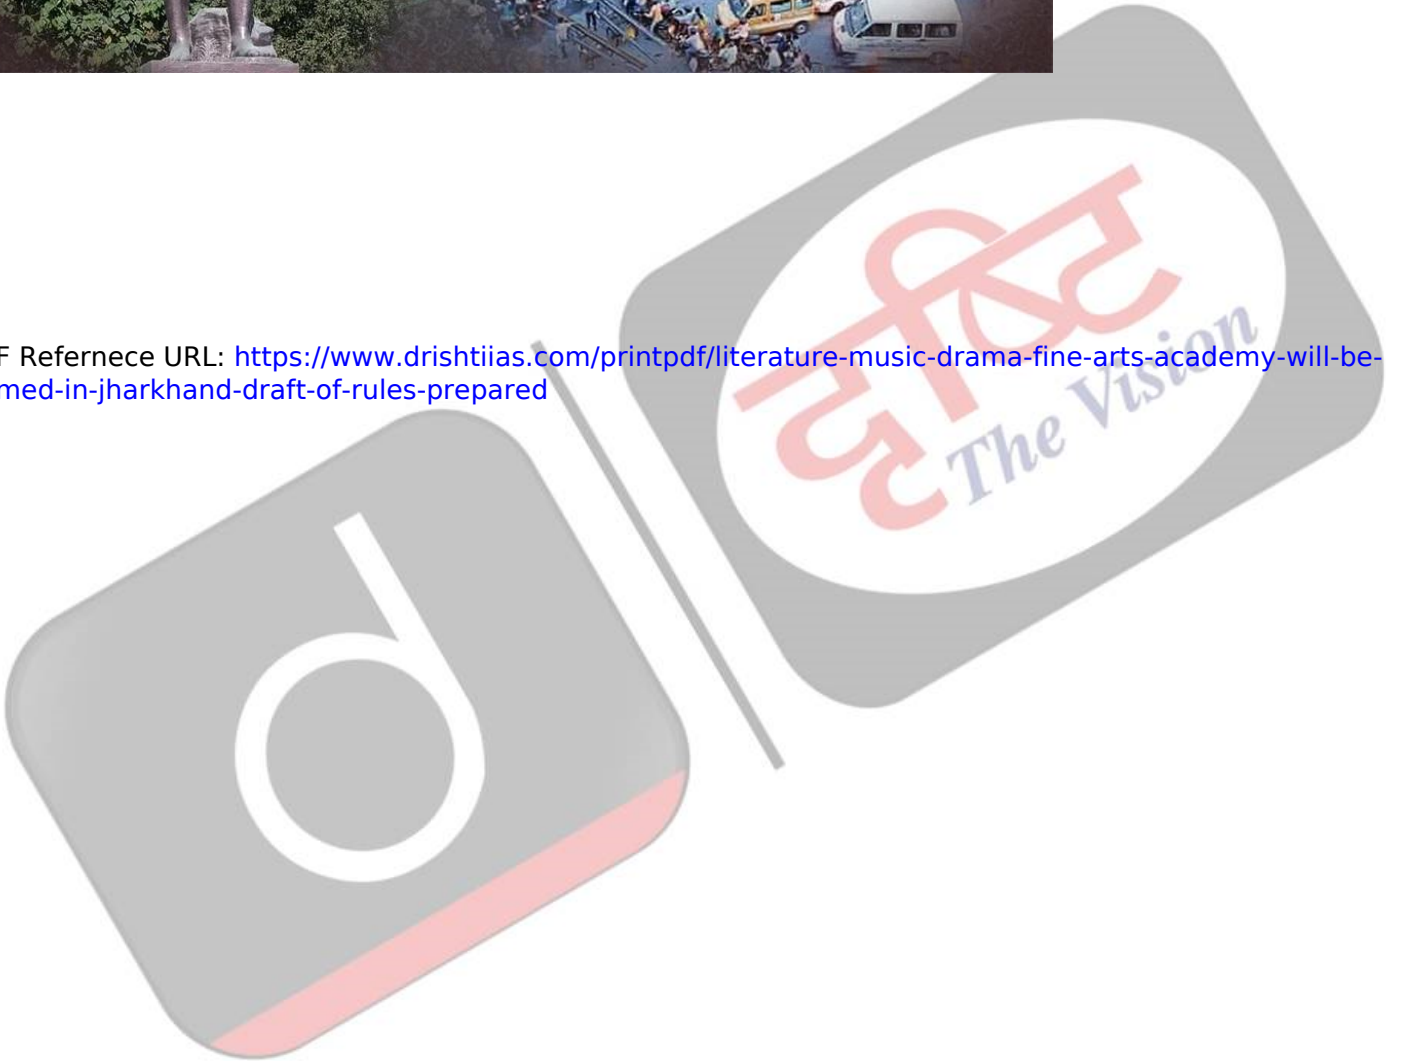 F Refernece URL: https://www.drishtiias.com/printpdf/literature-music-drama-fine-arts-academy-will-be-
med-in-jharkhand-draft-of-rules-prepared
दृष्टि
The Vision
d